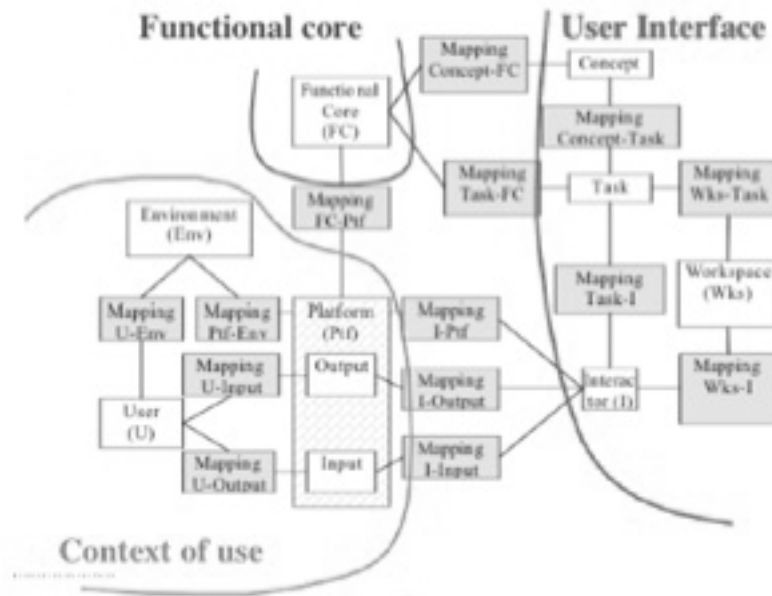 Functional core
User Interface
Mapping
Concept-FC
Concept
Functional
Core
(FC)
Mapping
Concept-Task
Mapping
Task-FC
Task
Mapping
Wks-Task
Mapping
FC-Ptf
Environment
(Env)
Mapping
Task-I
Workspace
(Wks)
Mapping
U-Env
Mapping
Ptf-Env
Platform
(Ptf)
Mapping
I-Ptf
Mapping
U-Input
Output
Mapping
I-Output
Interac
tor (I)
Mapping
Wks-I
User
(U)
Mapping
U-Output
Input
Mapping
I-Input
Context of use